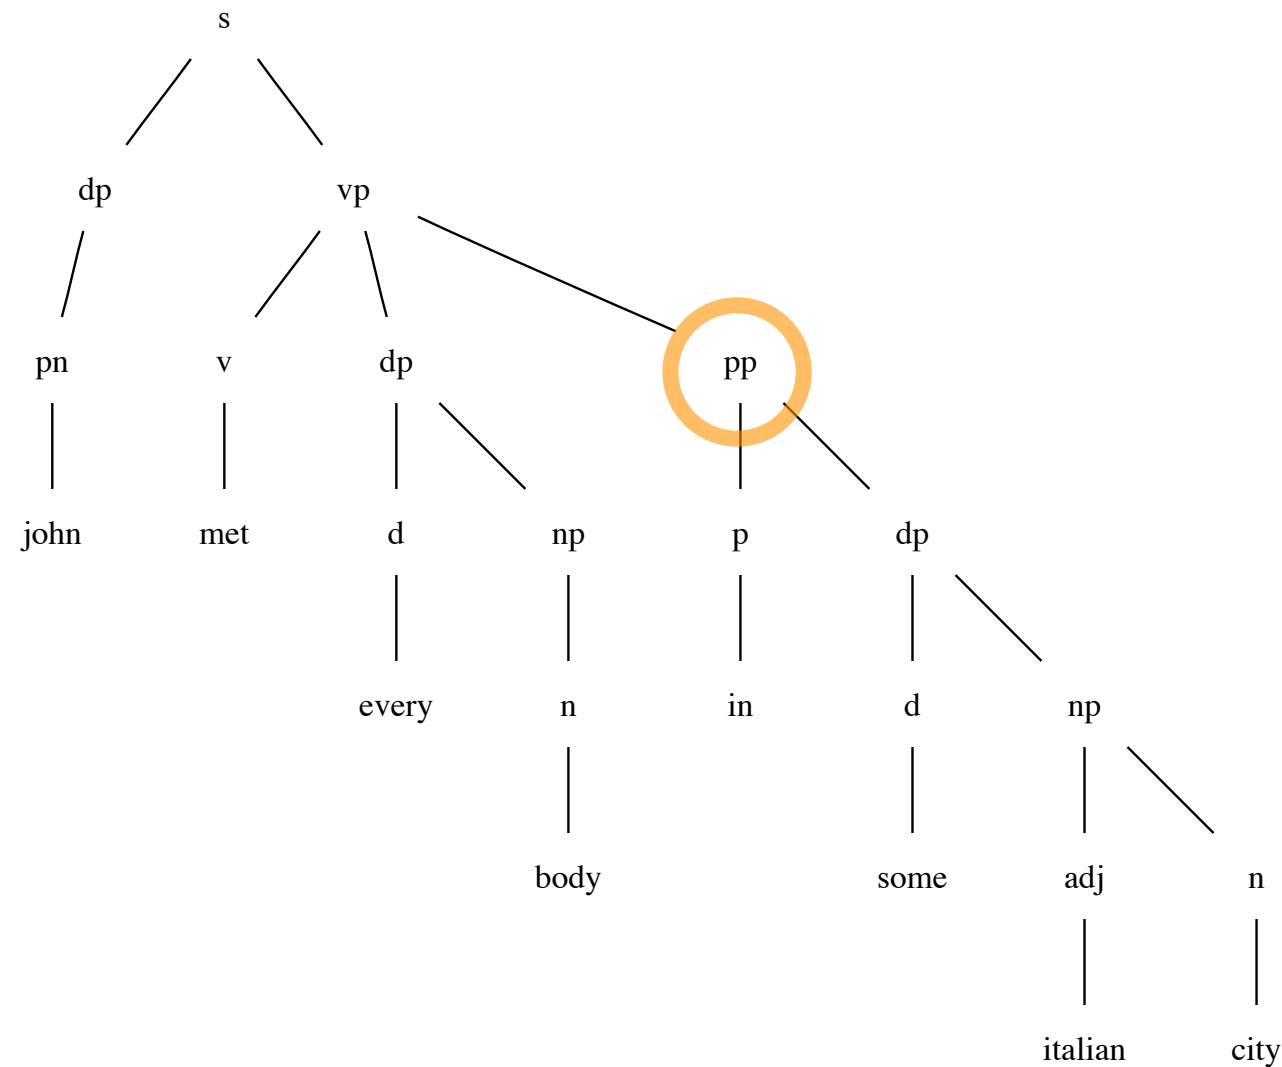 s
dp vp
pn v dp pp
john met d np p dp
every n in d np
body some adj n
italian city